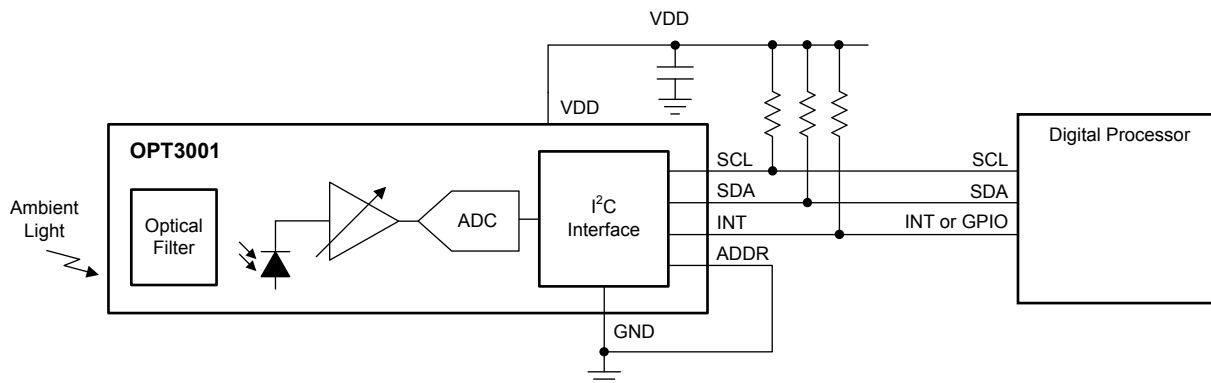 VDD
VDD
OPT3001
Digital Processor
SCL
SCL
Ambient
Light
Optical
Filter
ADC
I²C
Interface
SDA
SDA
INT
INT or GPIO
ADDR
GND